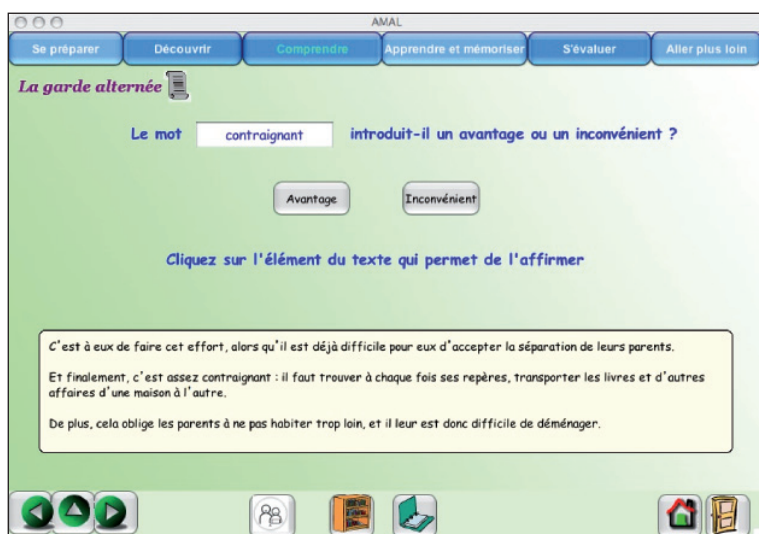 AMAL
Se préparer
Découvrir
Comprendre
Apprendre et mémoriser
S'évaluer
Aller plus loin
La garde alternée
Le mot contraignant introduit-il un avantage ou un inconvénient ?
Avantage
Inconvénient
Cliquez sur l'élément du texte qui permet de l'affirmer
C'est à eux de faire cet effort, alors qu'il est déjà difficile pour eux d'accepter la séparation de leurs parents.
Et finalement, c'est assez contraignant : il faut trouver à chaque fois ses repères, transporter les livres et d'autres
affaires d'une maison à l'autre.
De plus, cela oblige les parents à ne pas habiter trop loin, et il leur est donc difficile de déménager.